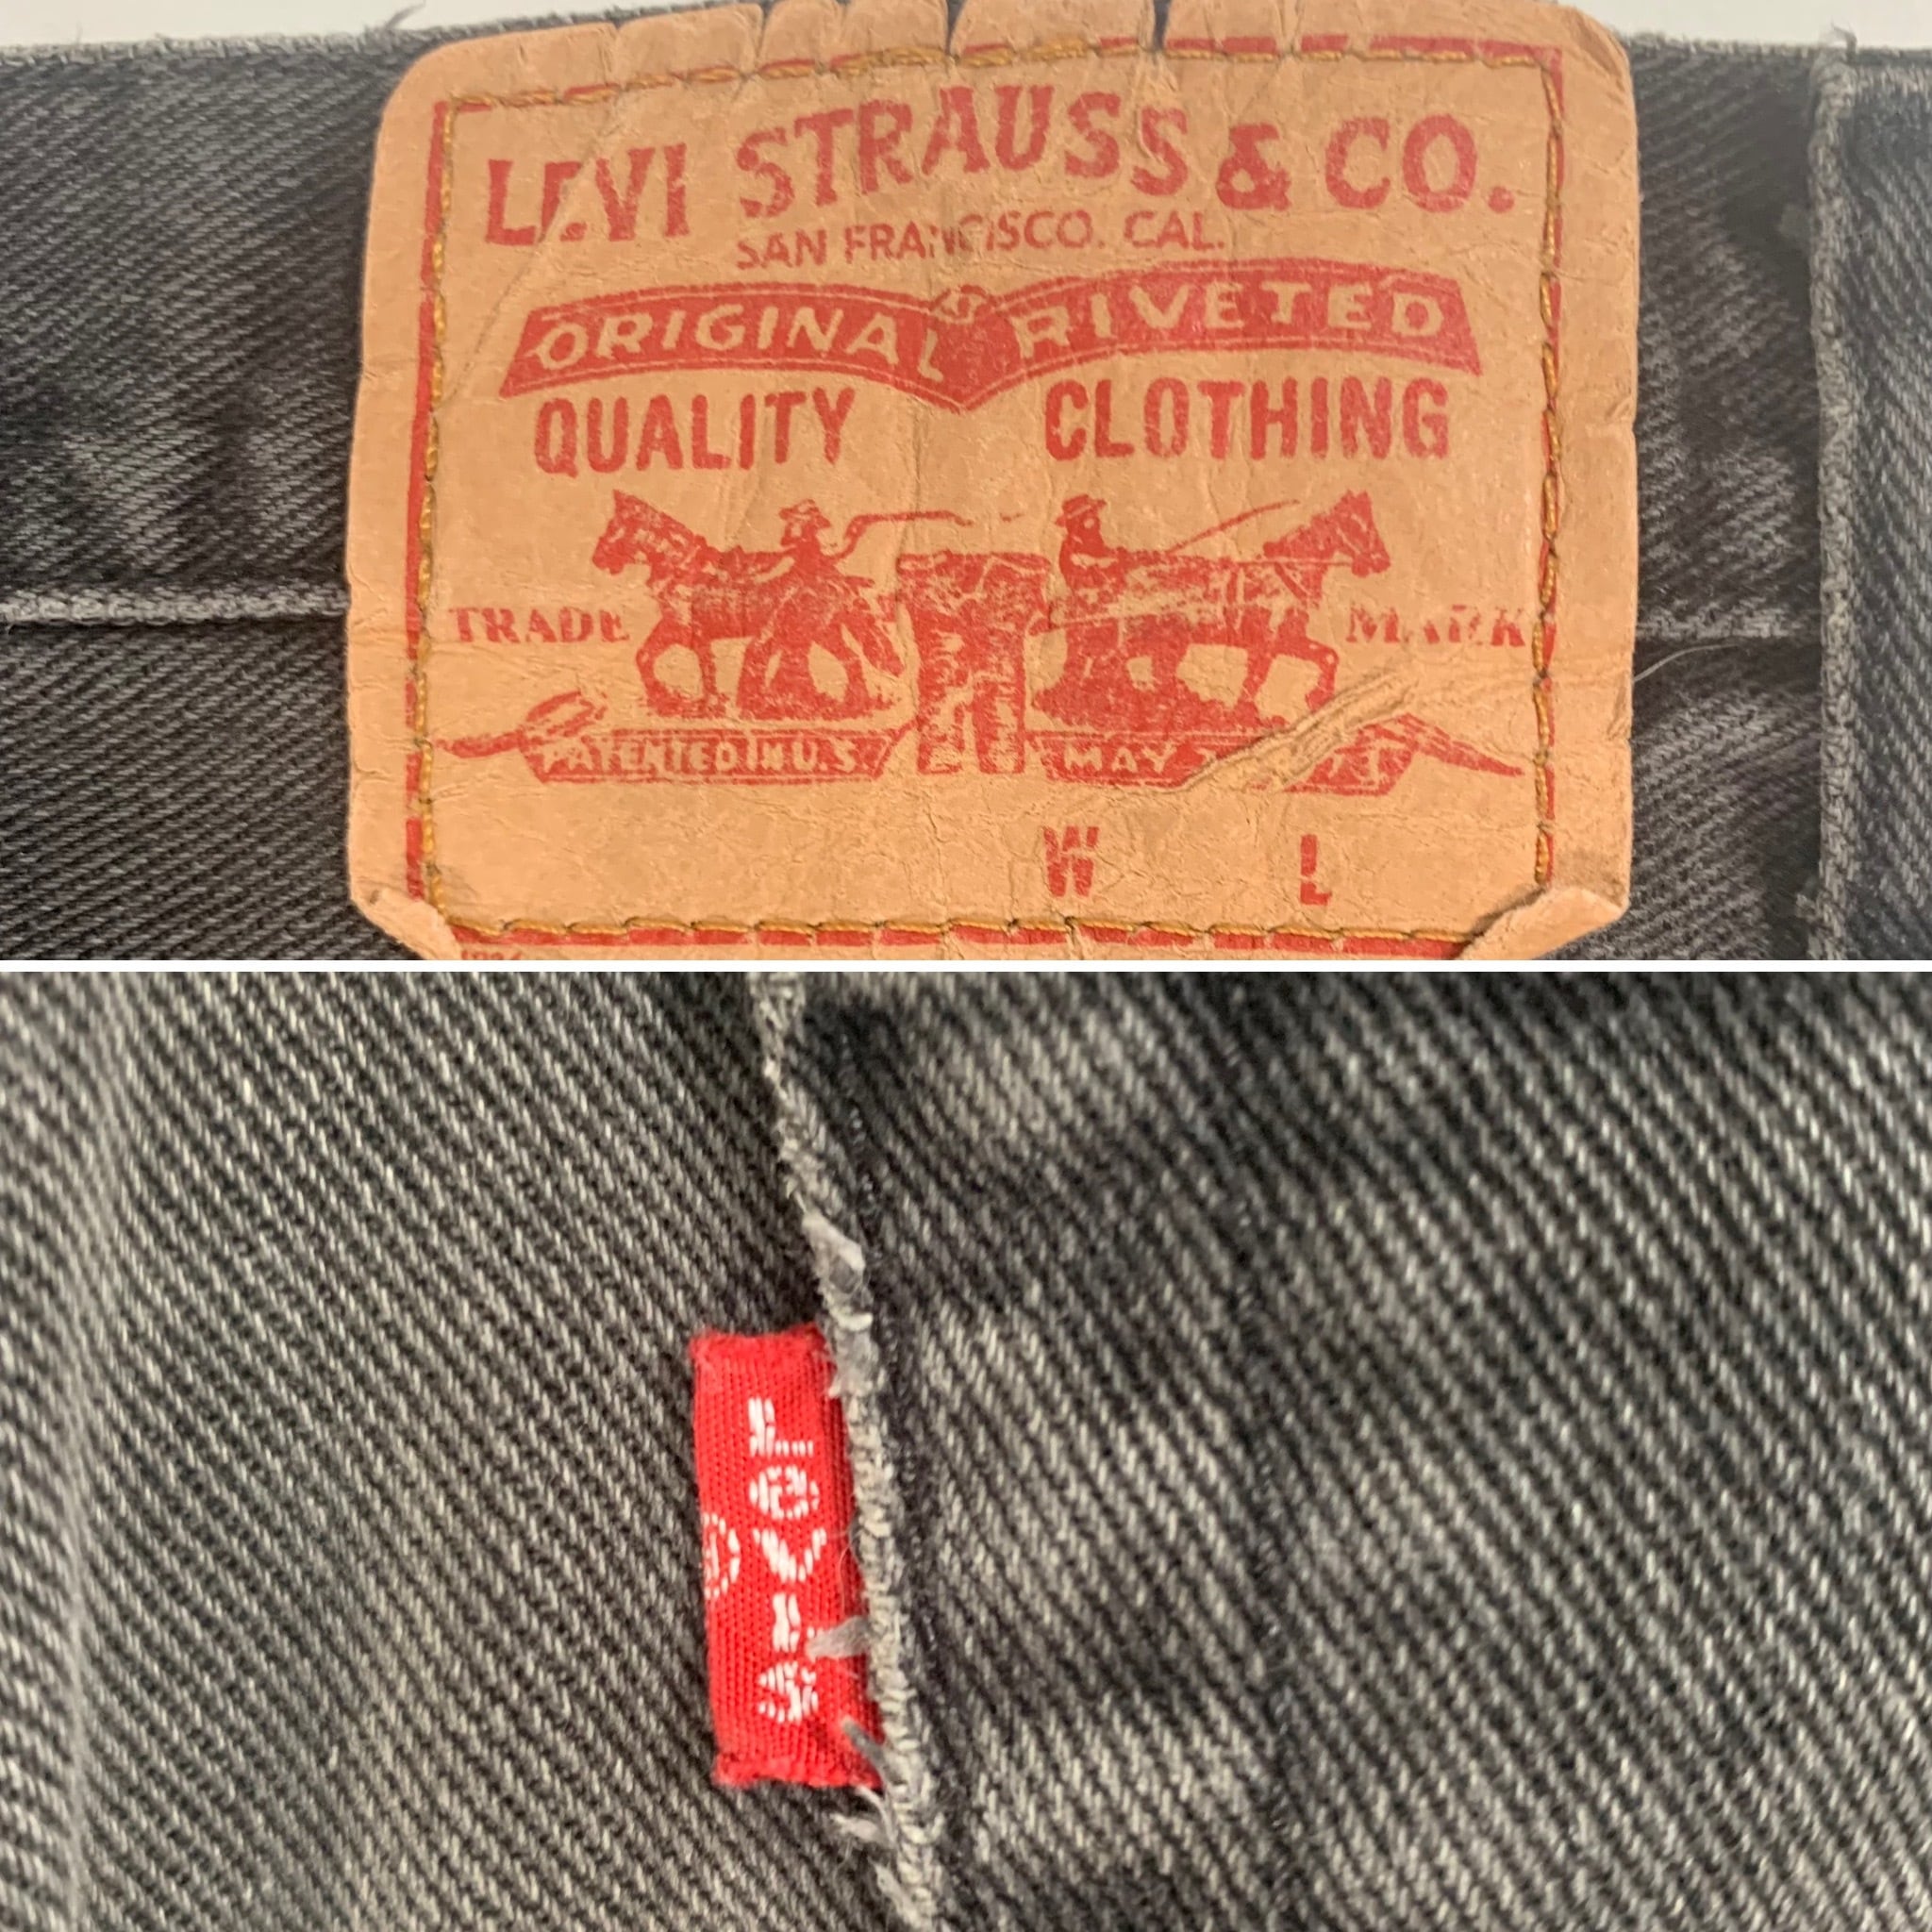 LEVI STRAUSS & CO.
SAN FRANCISCO. CAL.
ORIGINAL RIVETED
QUALITY CLOTHING
TRADE MARK
PATENTED IN U.S. MAY
W L
Levi's
®